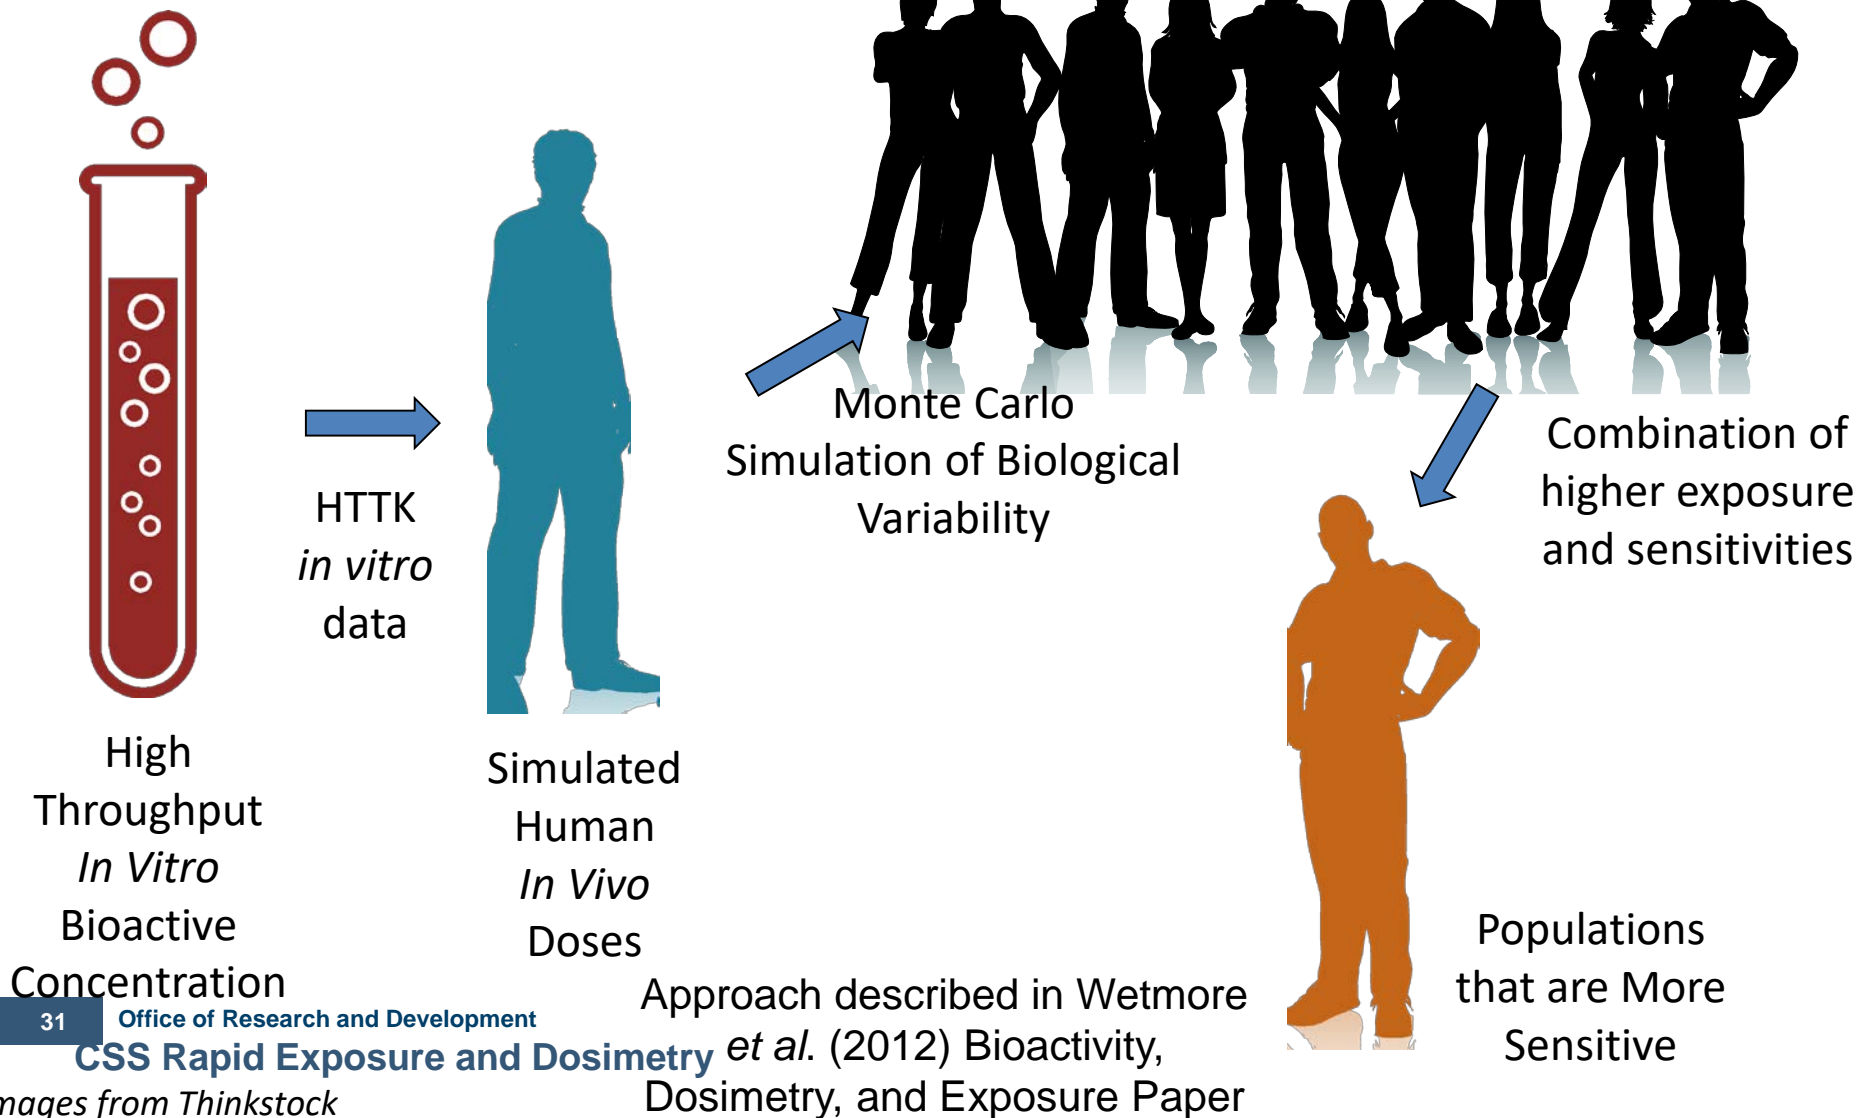 HTTK
in vitro
data
Monte Carlo
Simulation of Biological
Variability
Combination of
higher exposure
and sensitivities
High
Throughput
In Vitro
Bioactive
Concentration
Simulated
Human
In Vivo
Doses
Populations
that are More
Sensitive
Approach described in Wetmore
et al. (2012) Bioactivity,
Dosimetry, and Exposure Paper
31
Office of Research and Development
CSS Rapid Exposure and Dosimetry
mages from Thinkstock